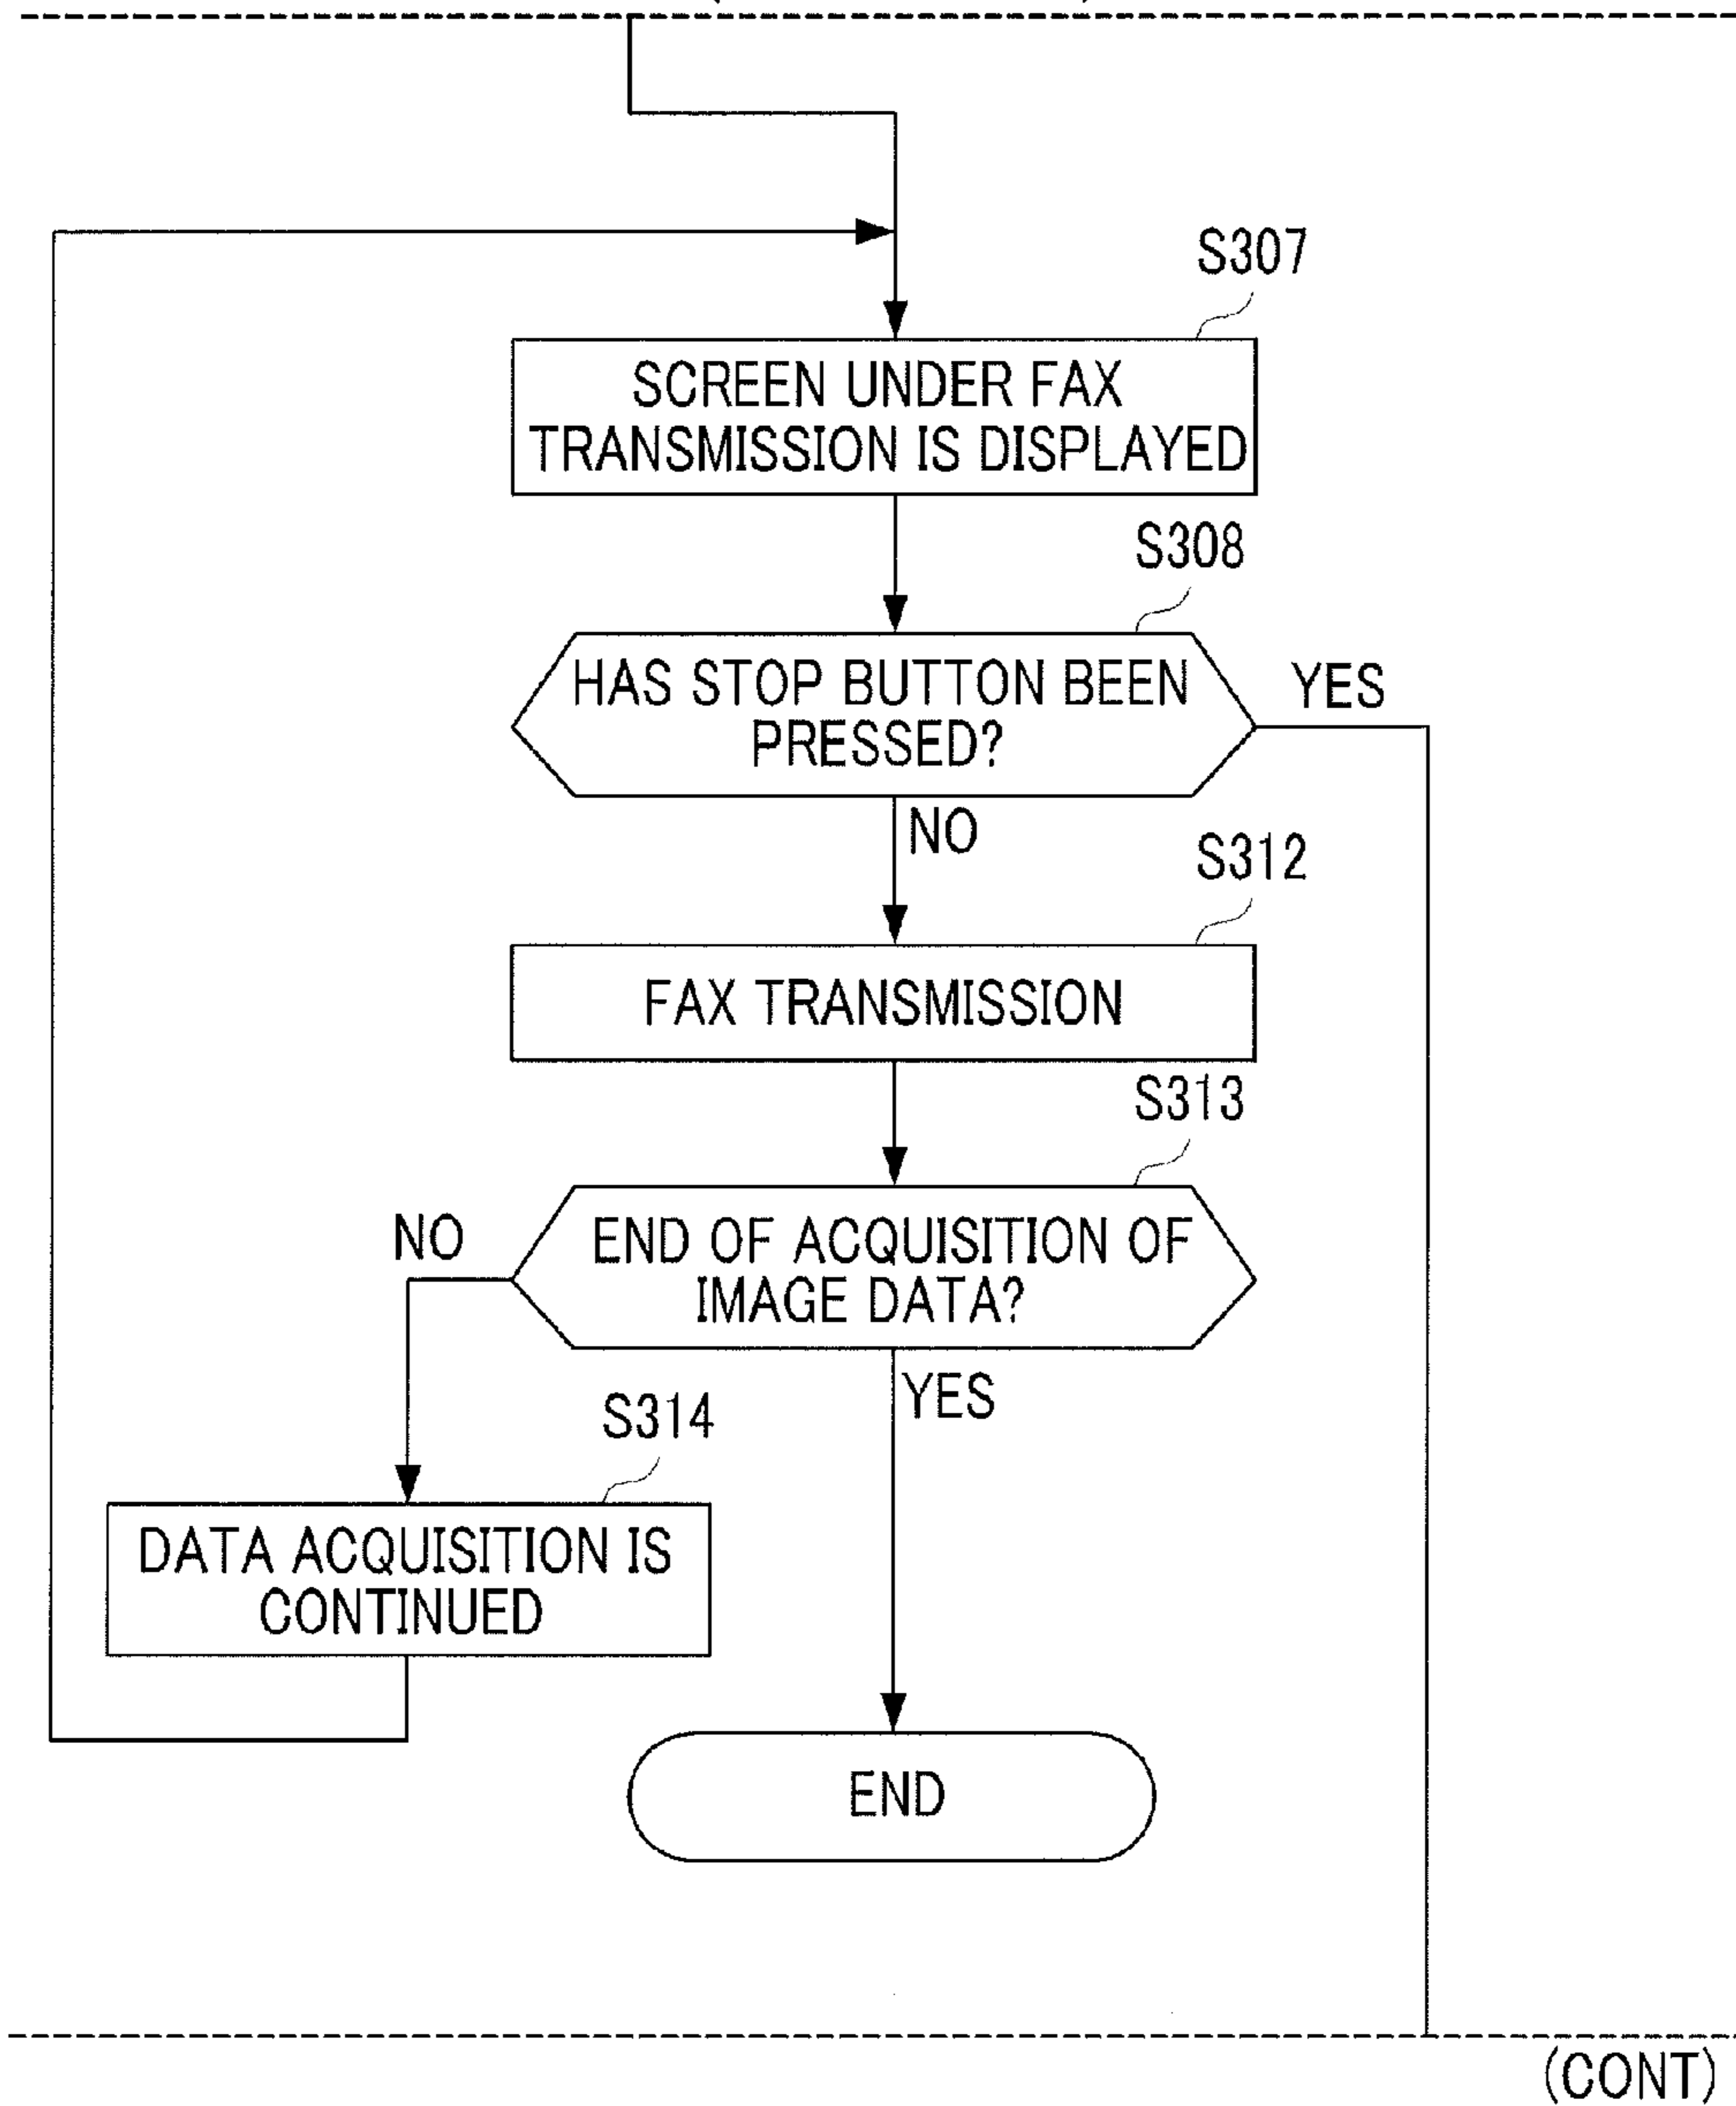 S307
SCREEN UNDER FAX
TRANSMISSION IS DISPLAYED
S308
HAS STOP BUTTON BEEN
PRESSED?
YES
NO
S312
FAX TRANSMISSION
S313
NO
END OF ACQUISITION OF
IMAGE DATA?
YES
S314
DATA ACQUISITION IS
CONTINUED
END
(CONT)